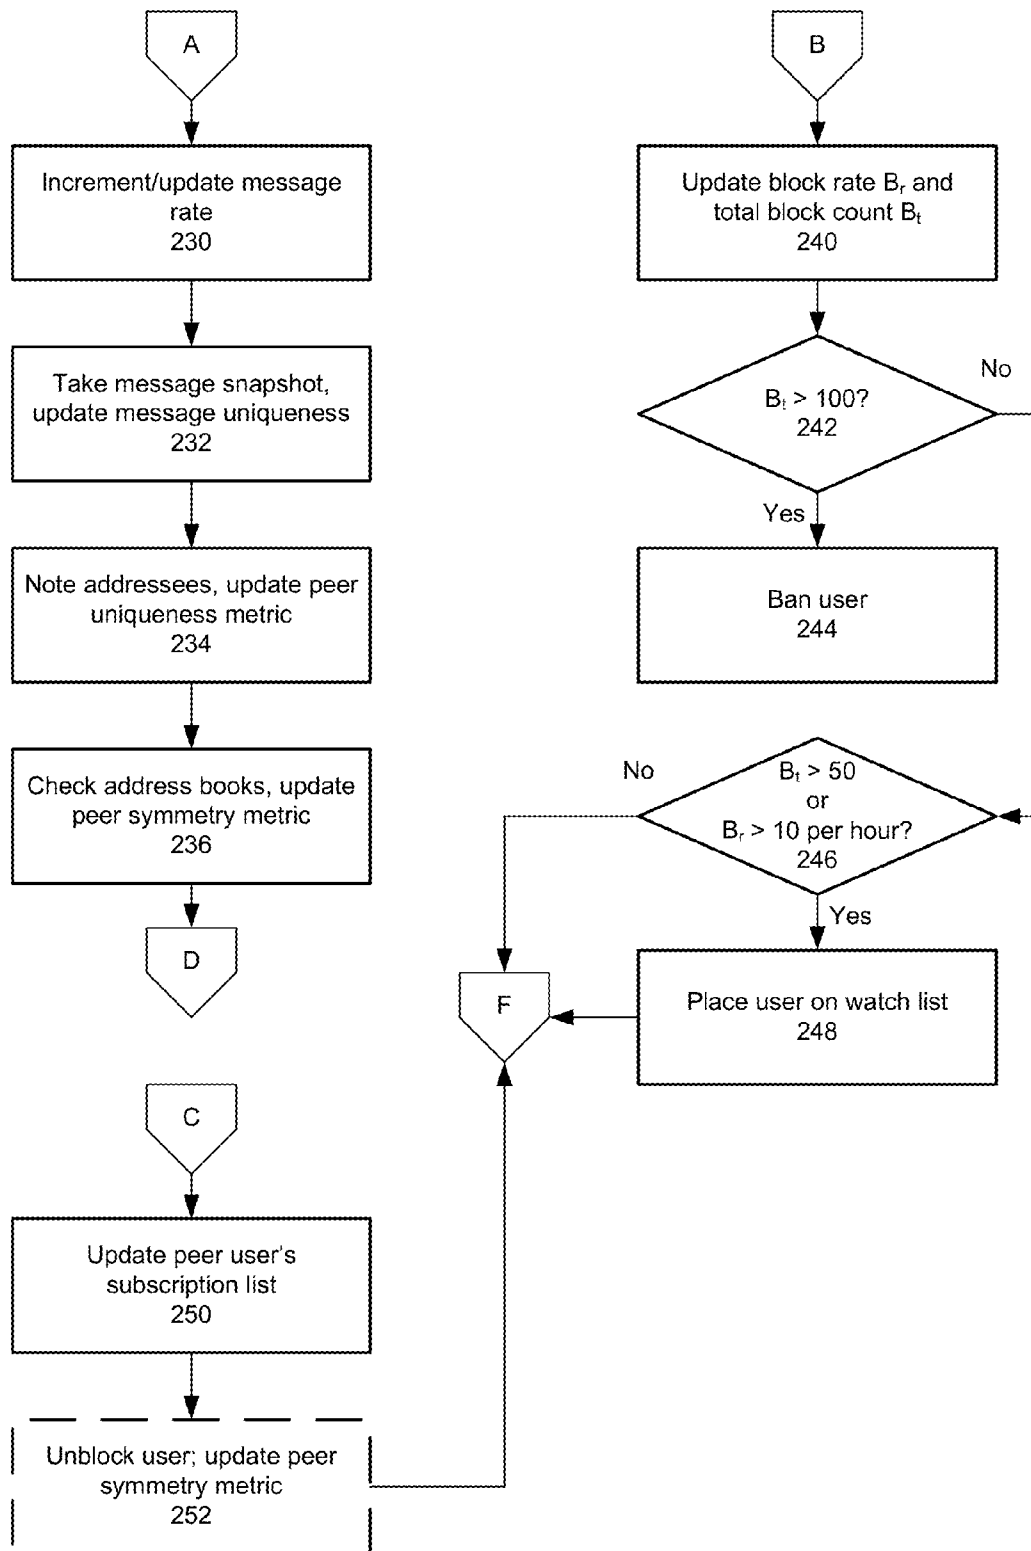 A
Increment/update message
rate
230
Take message snapshot,
update message uniqueness
232
Note addressees, update peer
uniqueness metric
234
Check address books, update
peer symmetry metric
236
D
B
Update block rate Br and
total block count Bt
240
Bt > 100?
242
No
Yes
Ban user
244
Bt > 50
or
Br > 10 per hour?
246
No
Yes
Place user on watch list
248
F
C
Update peer user's
subscription list
250
Unblock user; update peer
symmetry metric
252